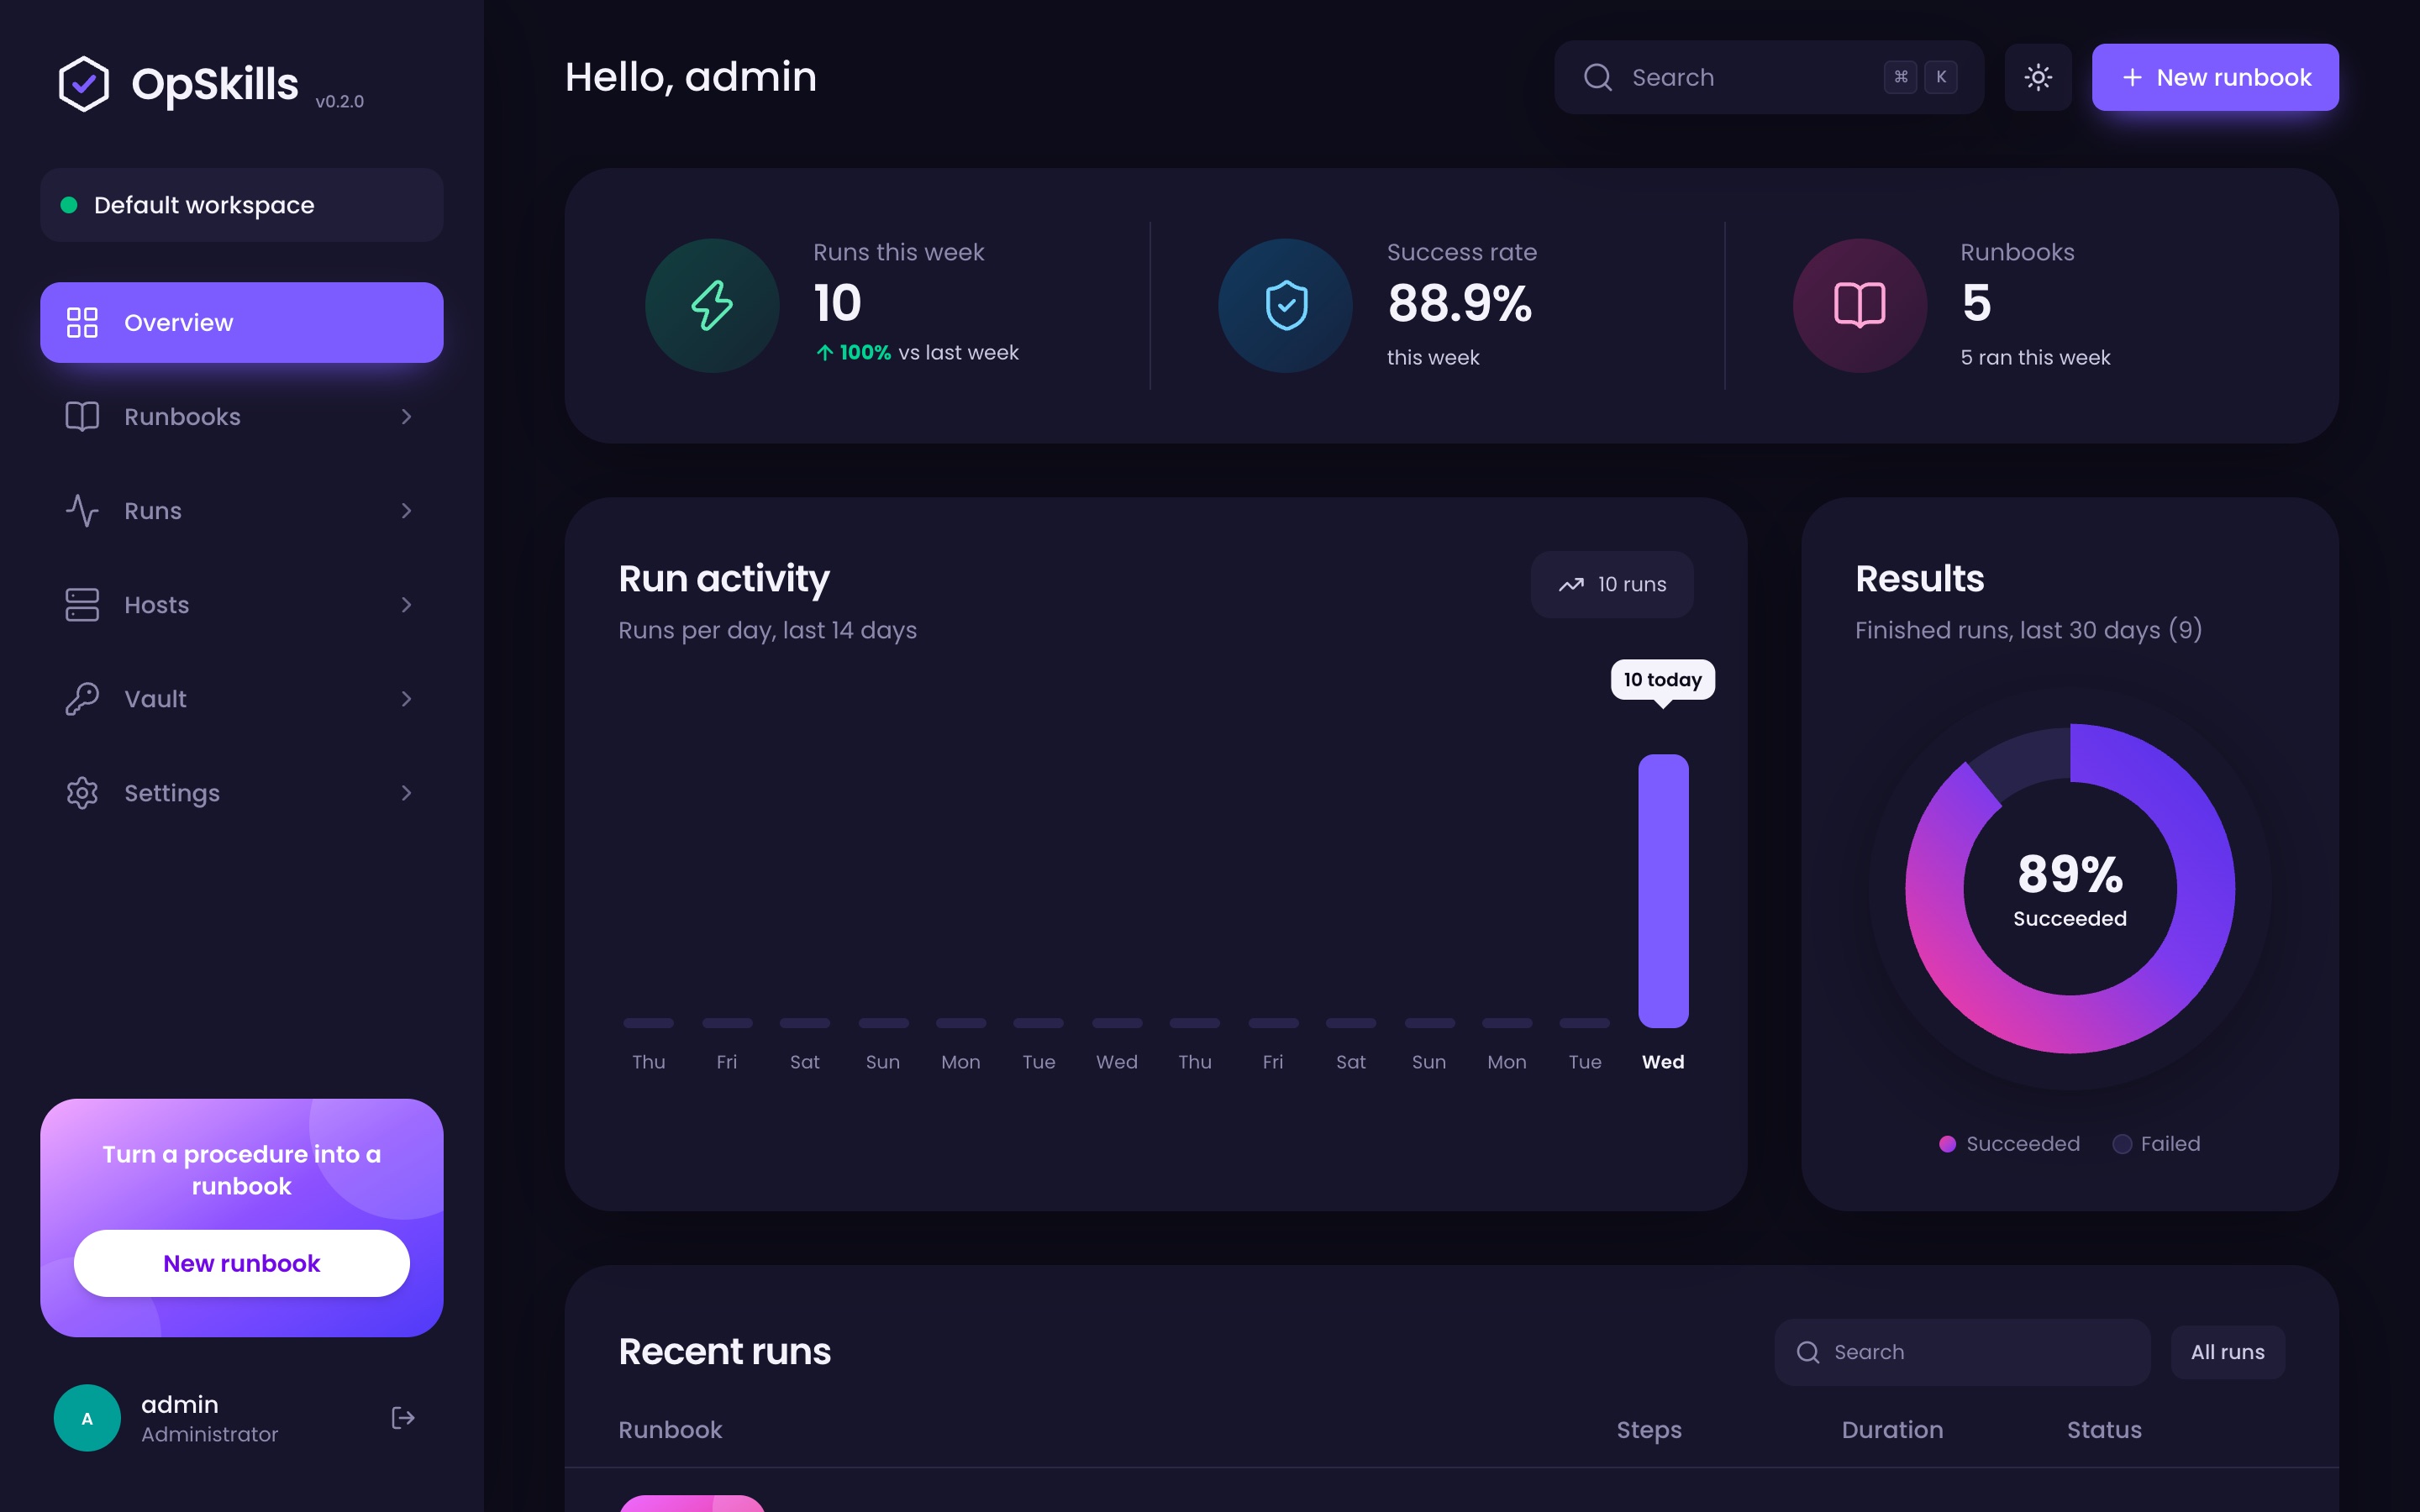 OpSkills v0.2.0
Default workspace
Overview
Runbooks
Runs
Hosts
Vault
Settings
Turn a procedure into a
runbook
New runbook
A
admin
Administrator
Hello, admin
Search
⌘ K
New runbook
Runs this week
10
100% vs last week
Success rate
88.9%
this week
Runbooks
5
5 ran this week
Run activity
Runs per day, last 14 days
10 runs
10 today
Thu Fri Sat Sun Mon Tue Wed Thu Fri Sat Sun Mon Tue Wed
Results
Finished runs, last 30 days (9)
89%
Succeeded
Succeeded Failed
Recent runs
Search
All runs
Runbook Steps Duration Status